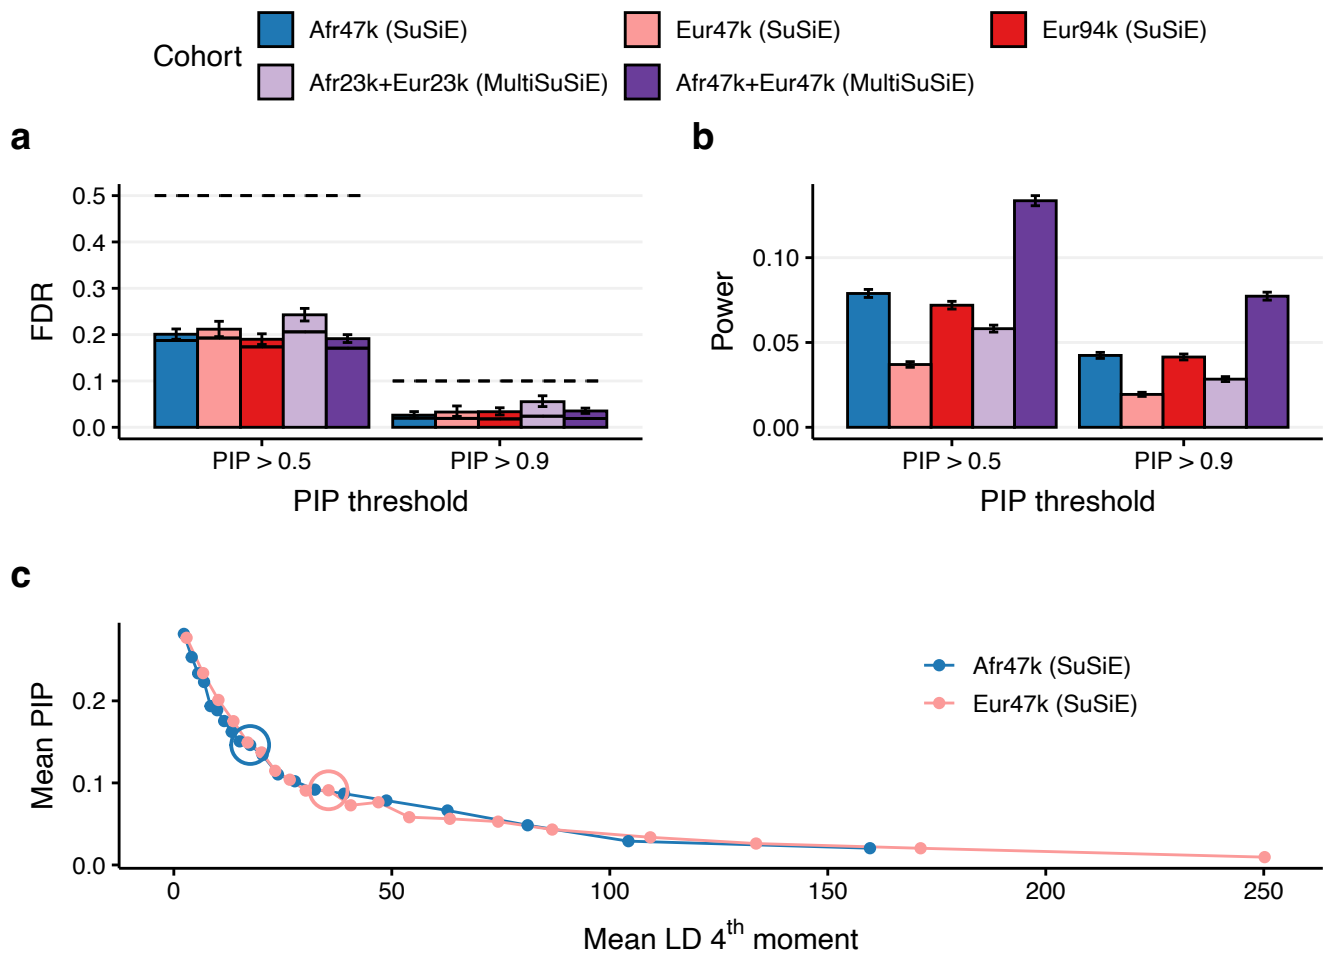 Cohort
Afr47k (SuSiE)
Eur47k (SuSiE)
Eur94k (SuSiE)
Afr23k+Eur23k (MultiSuSiE)
Afr47k+Eur47k (MultiSuSiE)
a
FDR
0.5
0.4
0.3
0.2
0.1
0.0
PIP > 0.5
PIP > 0.9
PIP threshold
b
Power
0.10
0.05
0.00
PIP > 0.5
PIP > 0.9
PIP threshold
c
Mean PIP
0.2
0.1
0.0
Afr47k (SuSiE)
Eur47k (SuSiE)
0
50
100
150
200
250
Mean LD 4th moment